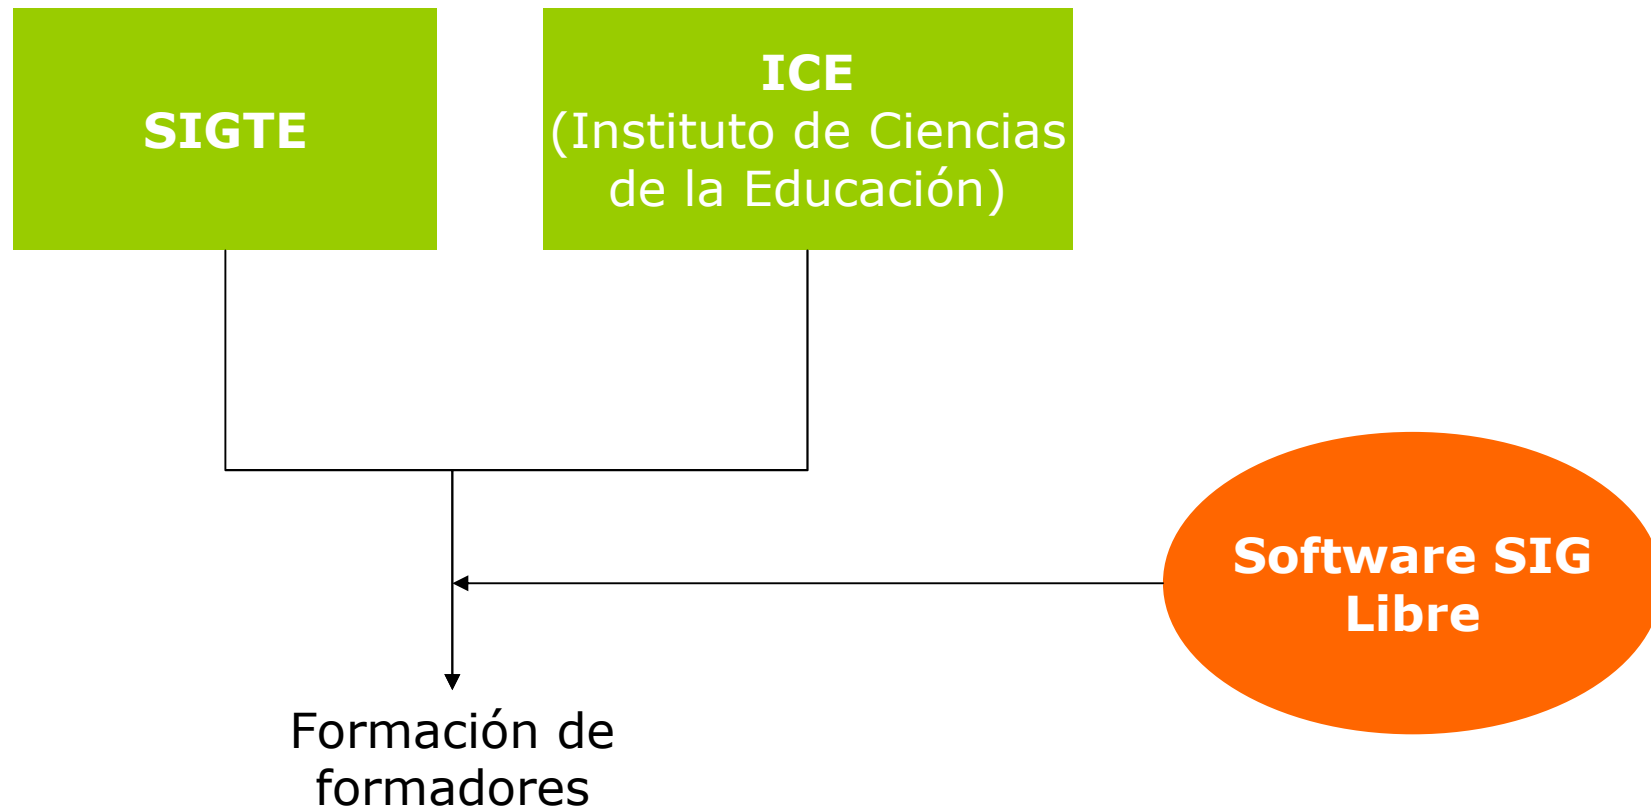 SIGTE
ICE
(Instituto de Ciencias
de la Educación)
Software SIG
Libre
Formación de
formadores